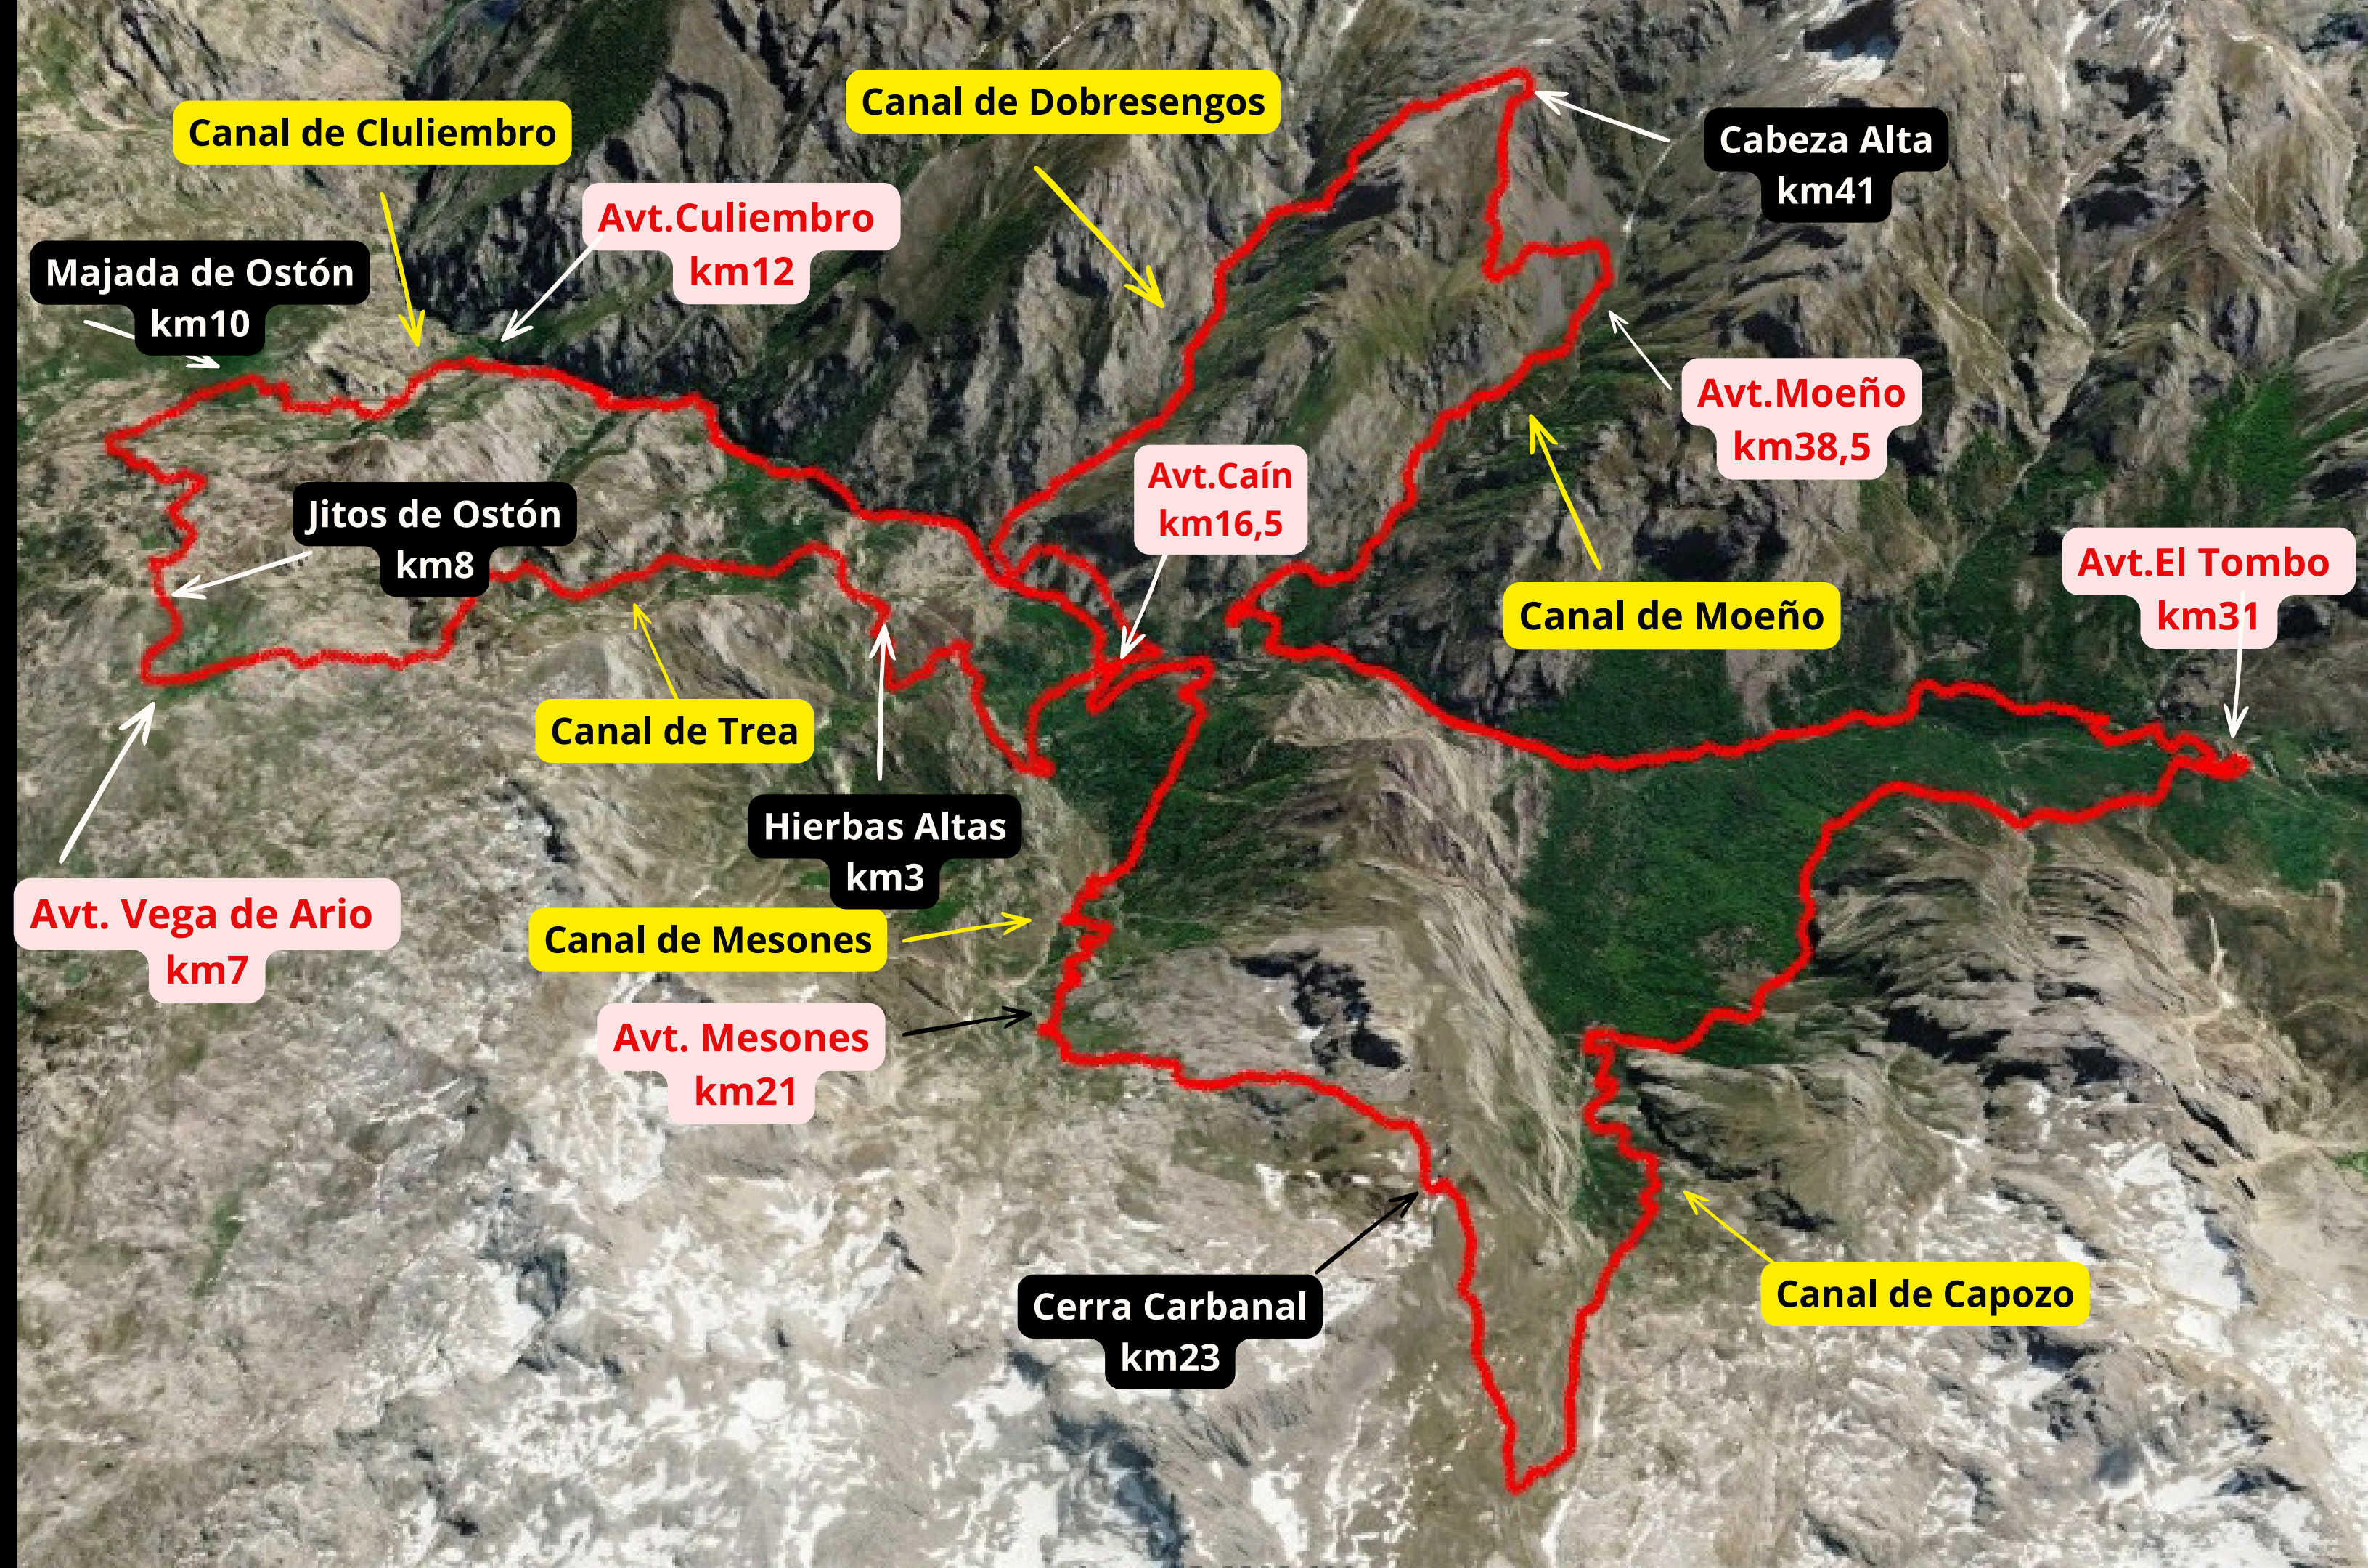 Canal de Cluliembro
Canal de Dobresengos
Cabeza Alta
km41
Avt.Culiembro
km12
Majada de Ostón
km10
Avt.Moeño
km38,5
Avt.Caín
km16,5
Jitos de Ostón
km8
Avt.El Tombo
km31
Canal de Moeño
Canal de Trea
Hierbas Altas
km3
Avt. Vega de Ario
km7
Canal de Mesones
Avt. Mesones
km21
Cerra Carbanal
km23
Canal de Capozo